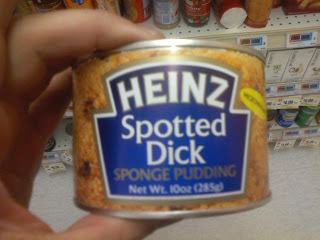 HEINZ
Spotted
Dick
SPONGE PUDDING
Net Wt. 10oz (285g)